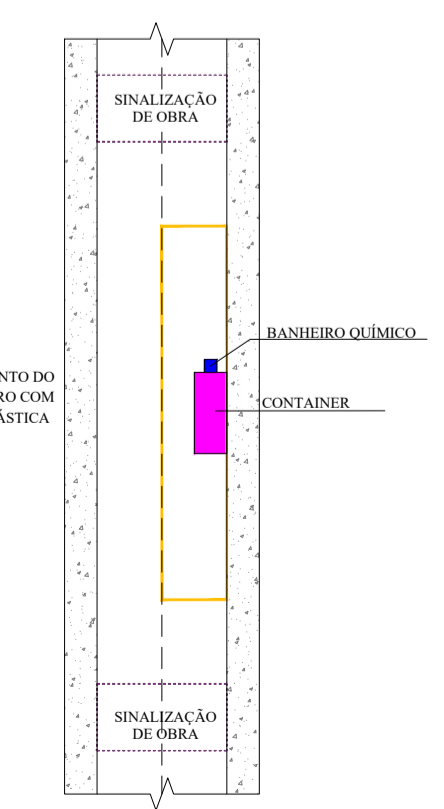 SINALIZAÇÃO
DE OBRA
BANHEIRO QUÍMICO
NTO DO
RO COM
ÁSTICA
CONTAINER
SINALIZAÇÃO
DE OBRA